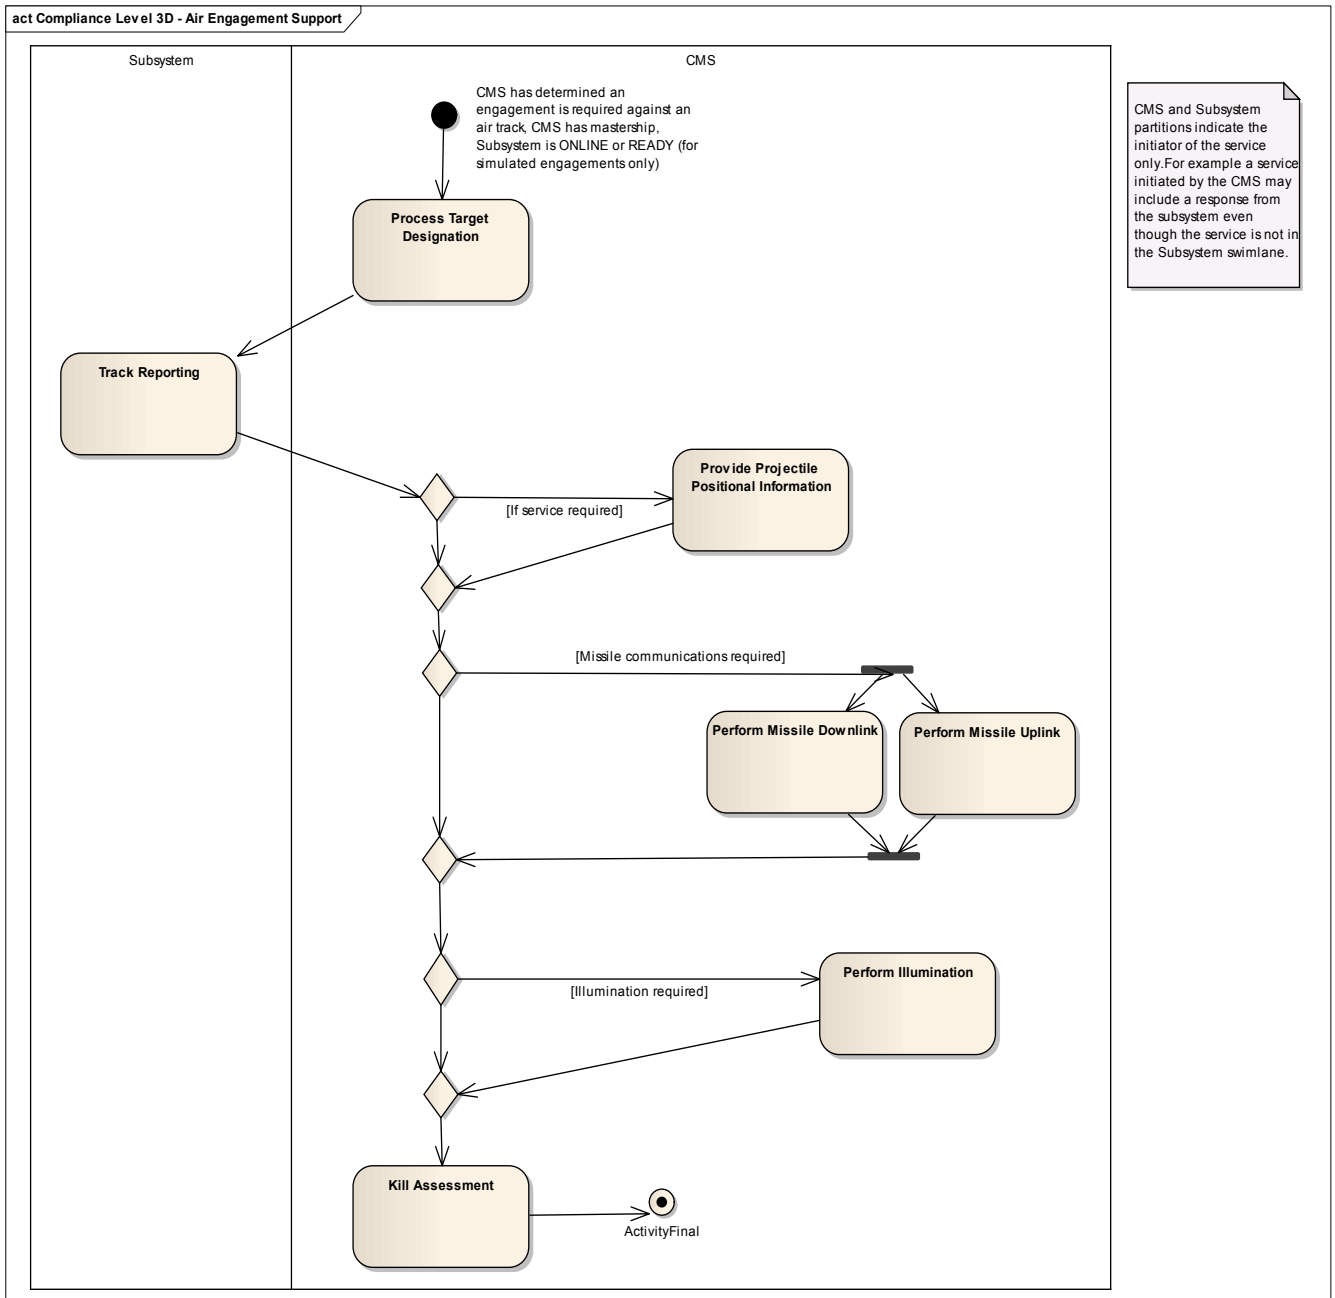 act Compliance Level 3D - Air Engagement Support
Subsystem
CMS
CMS has determined an
engagement is required against an
air track, CMS has mastership,
Subsystem is ONLINE or READY (for
simulated engagements only)
CMS and Subsystem
partitions indicate the
initiator of the service
only.For example a service
initiated by the CMS may
include a response from
the subsystem even
though the service is not in
the Subsystem swimlane.
Process Target
Designation
Track Reporting
Provide Projectile
Positional Information
[If service required]
[Missile communications required]
Perform Missile Downlink
Perform Missile Uplink
Perform Illumination
[Illumination required]
Kill Assessment
ActivityFinal